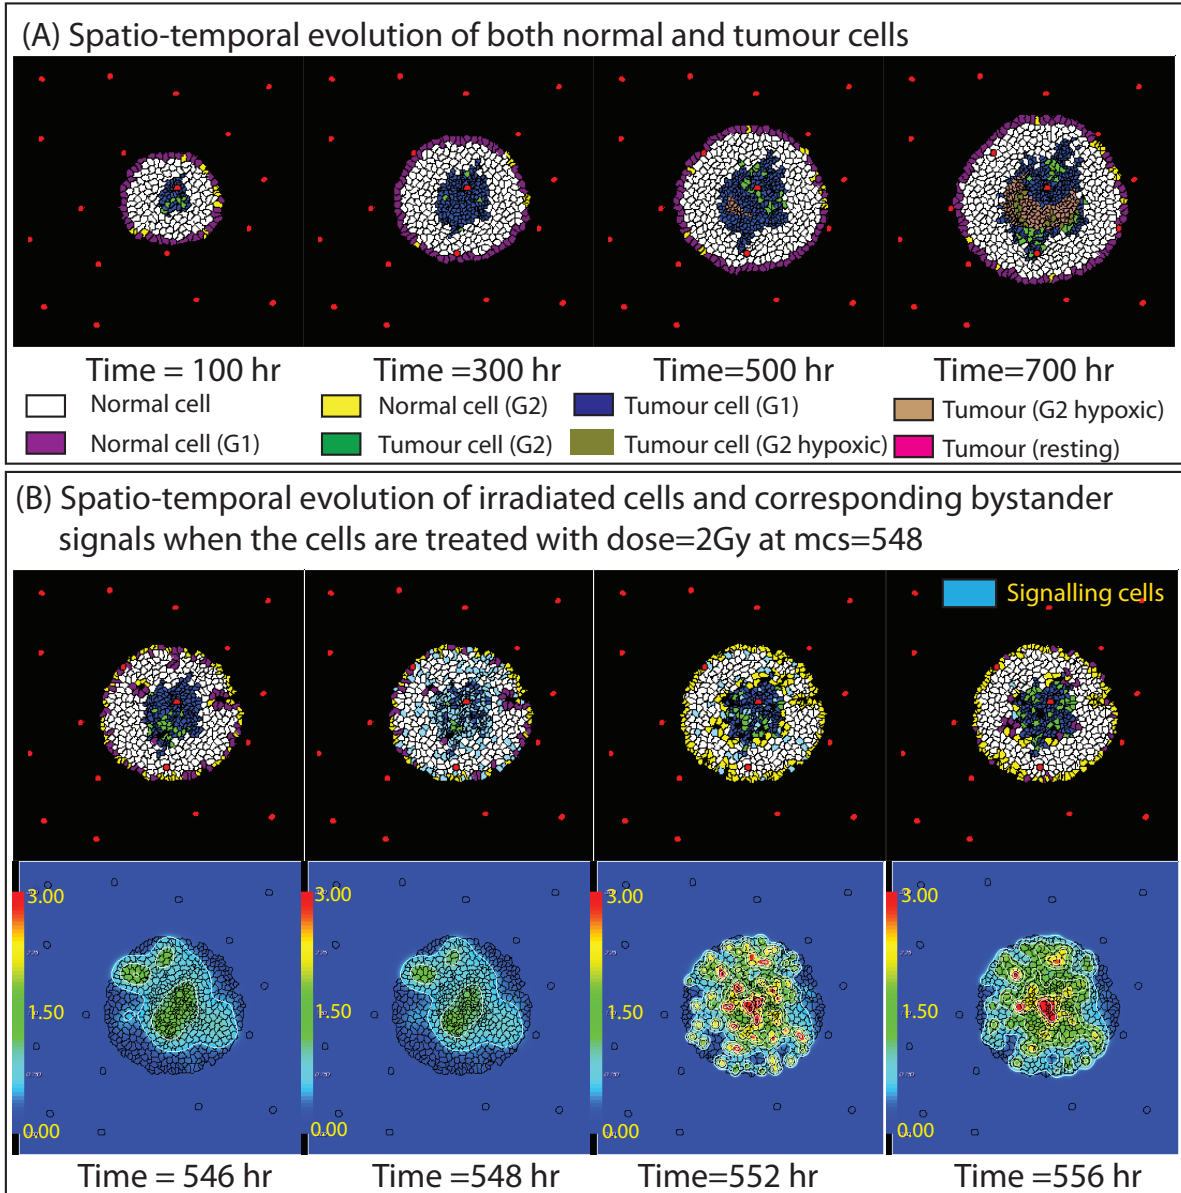 (A) Spatio-temporal evolution of both normal and tumour cells
Time = 100 hr
Time =300 hr
Time=500 hr
Time=700 hr
Normal cell
Normal cell (G2)
Tumour cell (G1)
Tumour (G2 hypoxic)
Normal cell (G1)
Tumour cell (G2)
Tumour cell (G2 hypoxic)
Tumour (resting)
(B) Spatio-temporal evolution of irradiated cells and corresponding bystander
signals when the cells are treated with dose=2Gy at mcs=548
Signalling cells
3.00
3.00
3.00
3.00
1.50
1.50
1.50
1.50
0.00
0.00
0.00
0.00
Time = 546 hr
Time = 548 hr
Time=552 hr
Time =556 hr